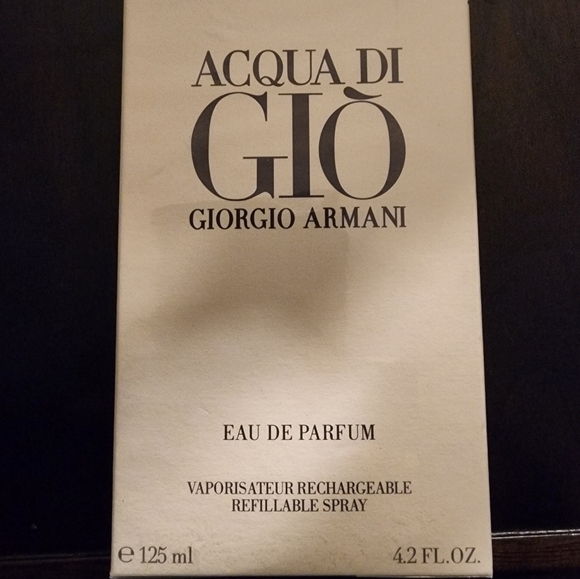 ACQUA DI
GIÒ
GIORGIO ARMANI
EAU DE PARFUM
VAPORISATEUR RECHARGEABLE
REFILLABLE SPRAY
℮ 125 ml 4.2 FL.OZ.